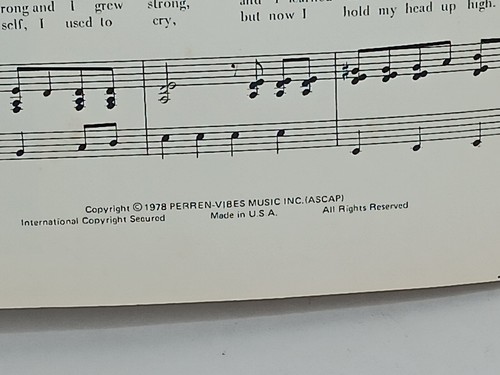 and I grew strong,
self, I used to cry, but now I hold my head up high.
Copyright © 1978 PERREN-VIBES MUSIC INC. (ASCAP)
International Copyright Secured Made in U.S.A. All Rights Reserved